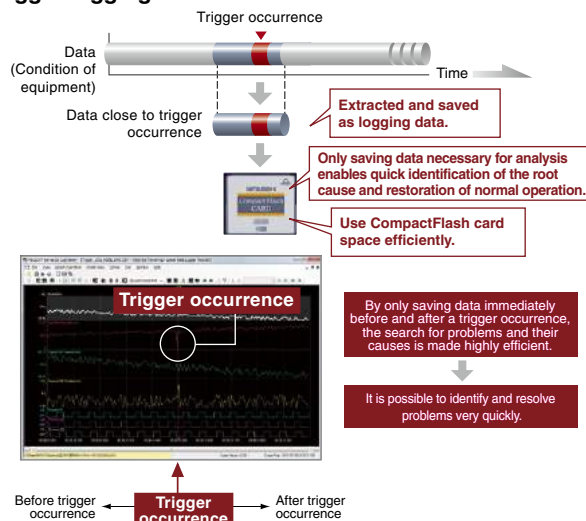 Trigger occurrence
Data
(Condition of
equipment)
Time
Data close to trigger
occurrence
Extracted and saved
as logging data.
Only saving data necessary for analysis
enables quick identification of the root
cause and restoration of normal operation.
MITSUBISHI
CompactFlash
CARD
Use CompactFlash card
space efficiently.
Trigger occurrence
By only saving data immediately
before and after a trigger occurrence,
the search for problems and their
causes is made highly efficient.
It is possible to identify and resolve
problems very quickly.
Before trigger
occurrence
Trigger
occurrence
After trigger
occurrence